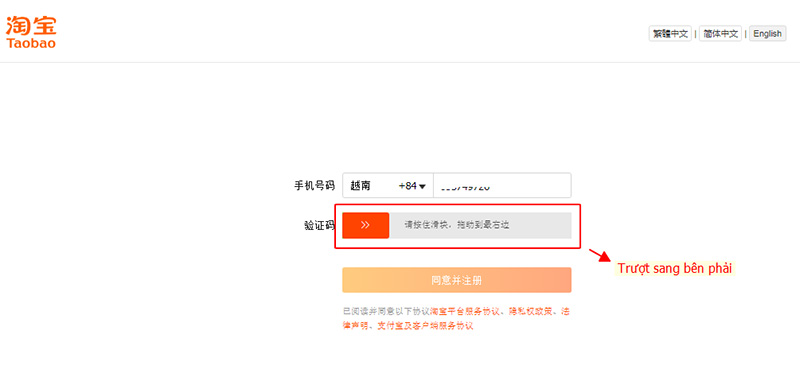 淘宝
Taobao
繁體中文 | 简体中文 | English
手机号码 越南 +84
验证码 >> 请按住滑块，拖动到最右边
Trượt sang bên phải
同意并注册
已阅读并同意以下协议淘宝平台服务协议、隐私权政策、法
律声明、支付宝及客户端服务协议